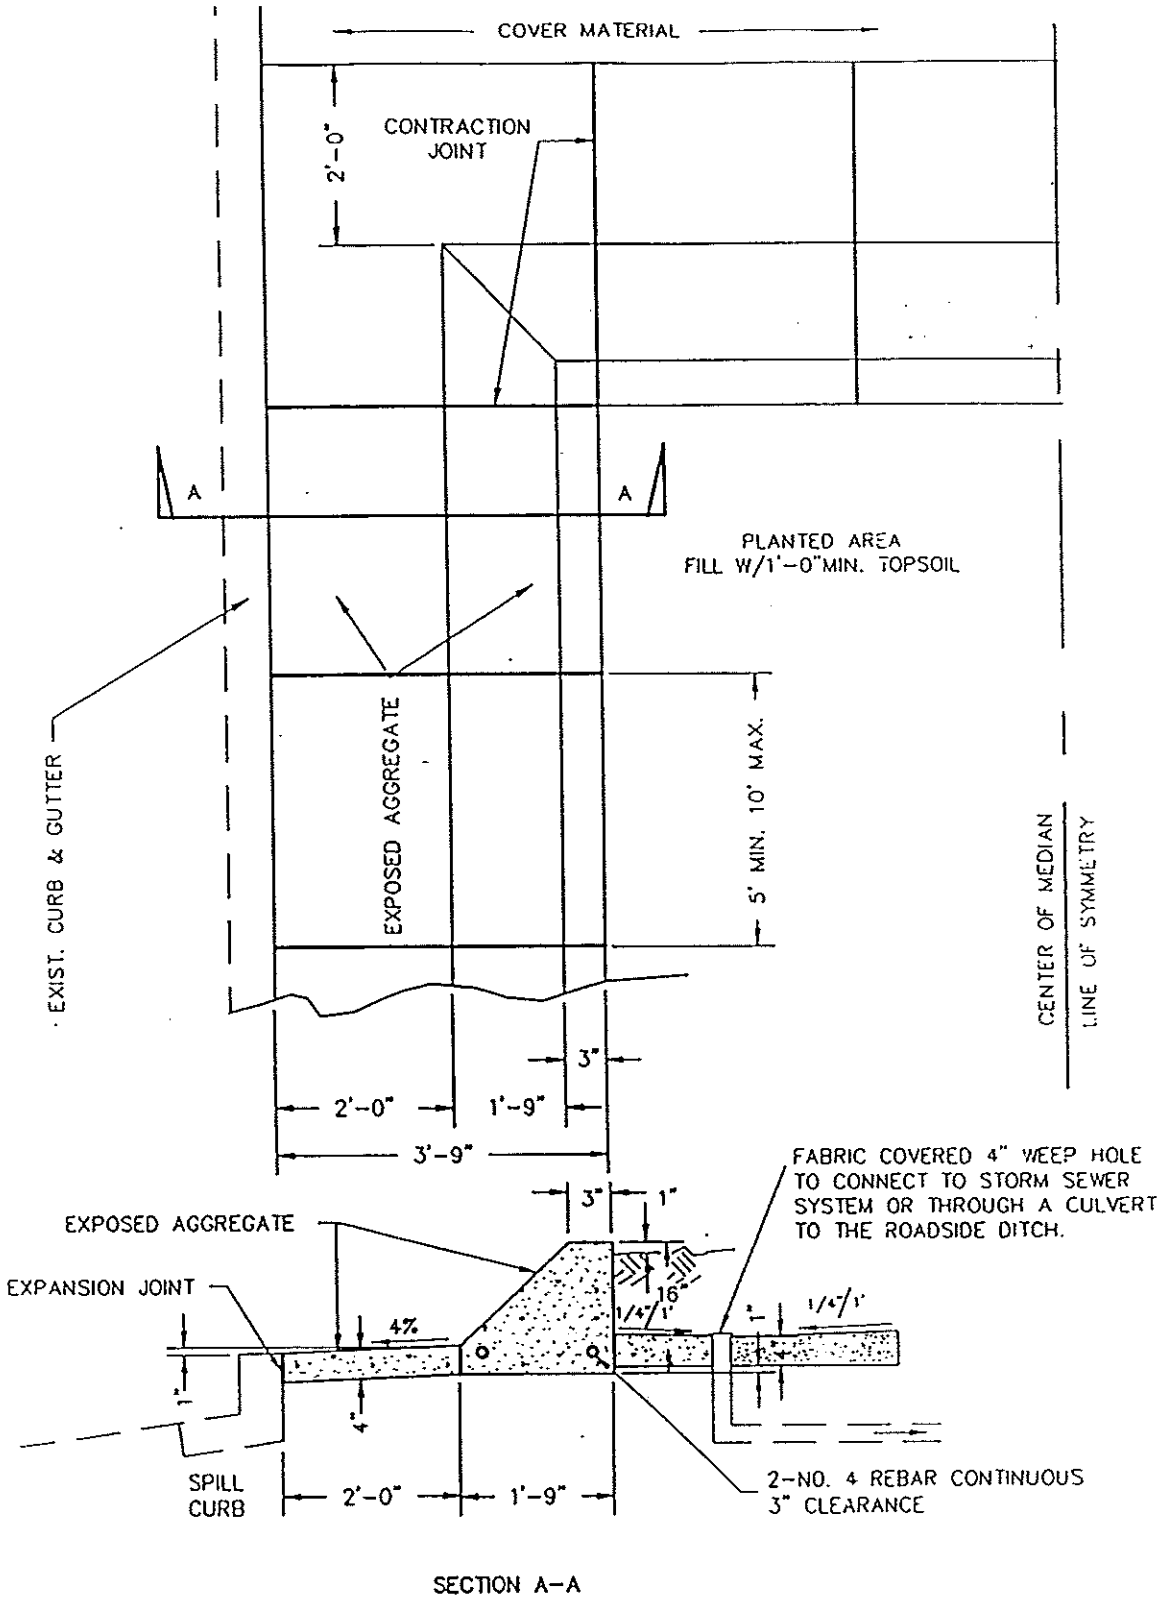 COVER MATERIAL
2'-0"
CONTRACTION
JOINT
A
A
PLANTED AREA
FILL W/1'-0"MIN. TOPSOIL
EXIST. CURB & GUTTER
EXPOSED AGGREGATE
5' MIN. 10' MAX.
CENTER OF MEDIAN
LINE OF SYMMETRY
3"
2'-0"
1'-9"
3'-9"
FABRIC COVERED 4" WEEP HOLE
TO CONNECT TO STORM SEWER
SYSTEM OR THROUGH A CULVERT
TO THE ROADSIDE DITCH.
3"
1"
EXPOSED AGGREGATE
EXPANSION JOINT
16"
1/4"/1'
1"
1/4"/1'
4%
1"
4"
SPILL
CURB
2'-0"
1'-9"
2-NO. 4 REBAR CONTINUOUS
3" CLEARANCE
SECTION A-A